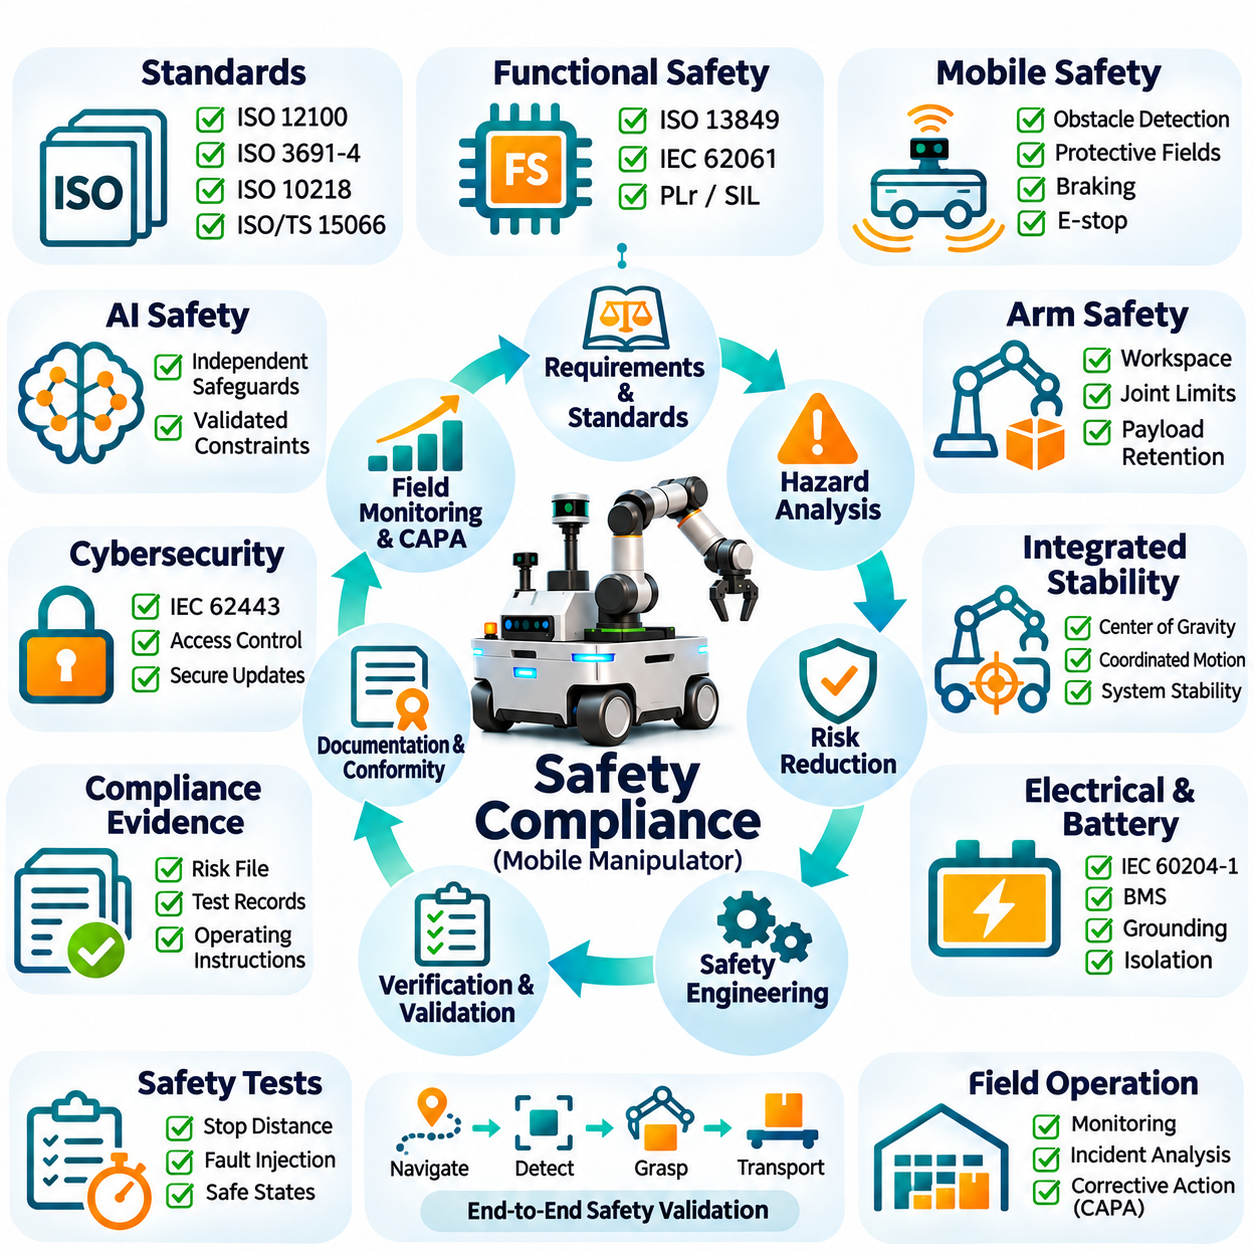 Standards
ISO
ISO 12100
ISO 3691-4
ISO 10218
ISO/TS 15066
Functional Safety
FS
ISO 13849
IEC 62061
PLr / SIL
Mobile Safety
Obstacle Detection
Protective Fields
Braking
E-stop
AI Safety
Independent
Safeguards
Validated
Constraints
Requirements
&
Standards
Arm Safety
Workspace
Joint Limits
Payload
Retention
Field
Monitoring
& CAPA
Hazard
Analysis
Cybersecurity
IEC 62443
Access Control
Secure Updates
Integrated
Stability
Center of Gravity
Coordinated Motion
System Stability
Documentation &
Conformity
Risk
Reduction
Safety
Compliance
(Mobile Manipulator)
Compliance
Evidence
Risk File
Test Records
Operating
Instructions
Electrical &
Battery
IEC 60204-1
BMS
Grounding
Isolation
Verification &
Validation
Safety
Engineering
Safety Tests
Stop Distance
Fault Injection
Safe States
Navigate
Detect
Grasp
Transport
End-to-End Safety Validation
Field Operation
Monitoring
Incident Analysis
Corrective Action
(CAPA)